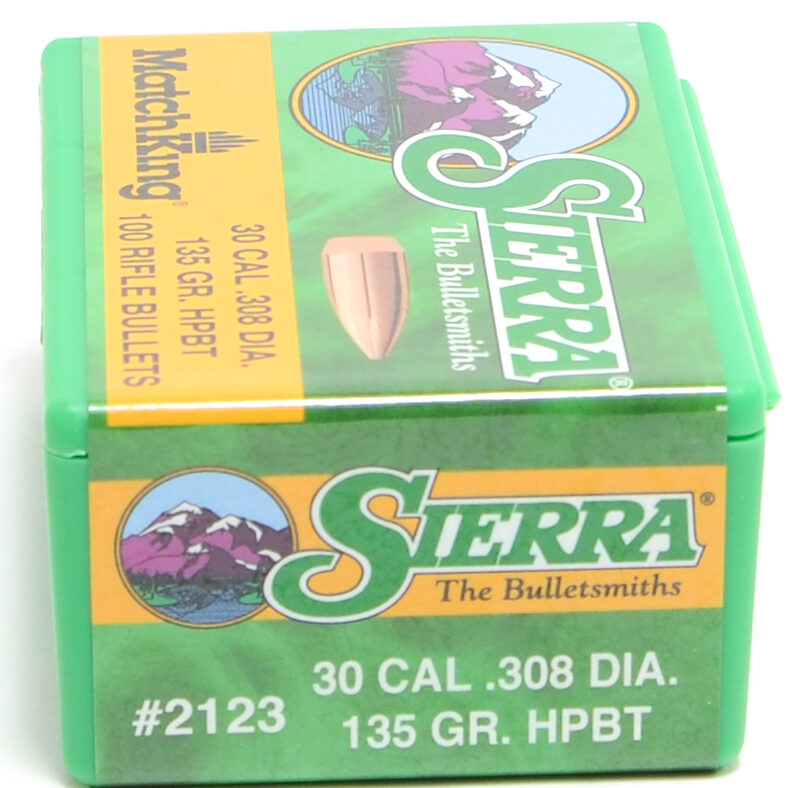 MatchKing®
30 CAL .308 DIA.
135 GR. HPBT
100 RIFLE BULLETS
SIERRA®
The Bulletsmiths
SIERRA®
The Bulletsmiths
#2123
30 CAL .308 DIA.
135 GR. HPBT